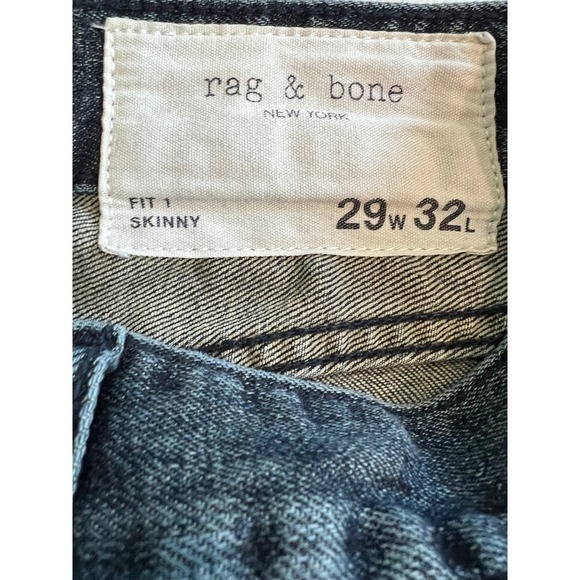 rag & bone
NEW YORK
FIT 1
SKINNY
29W 32L